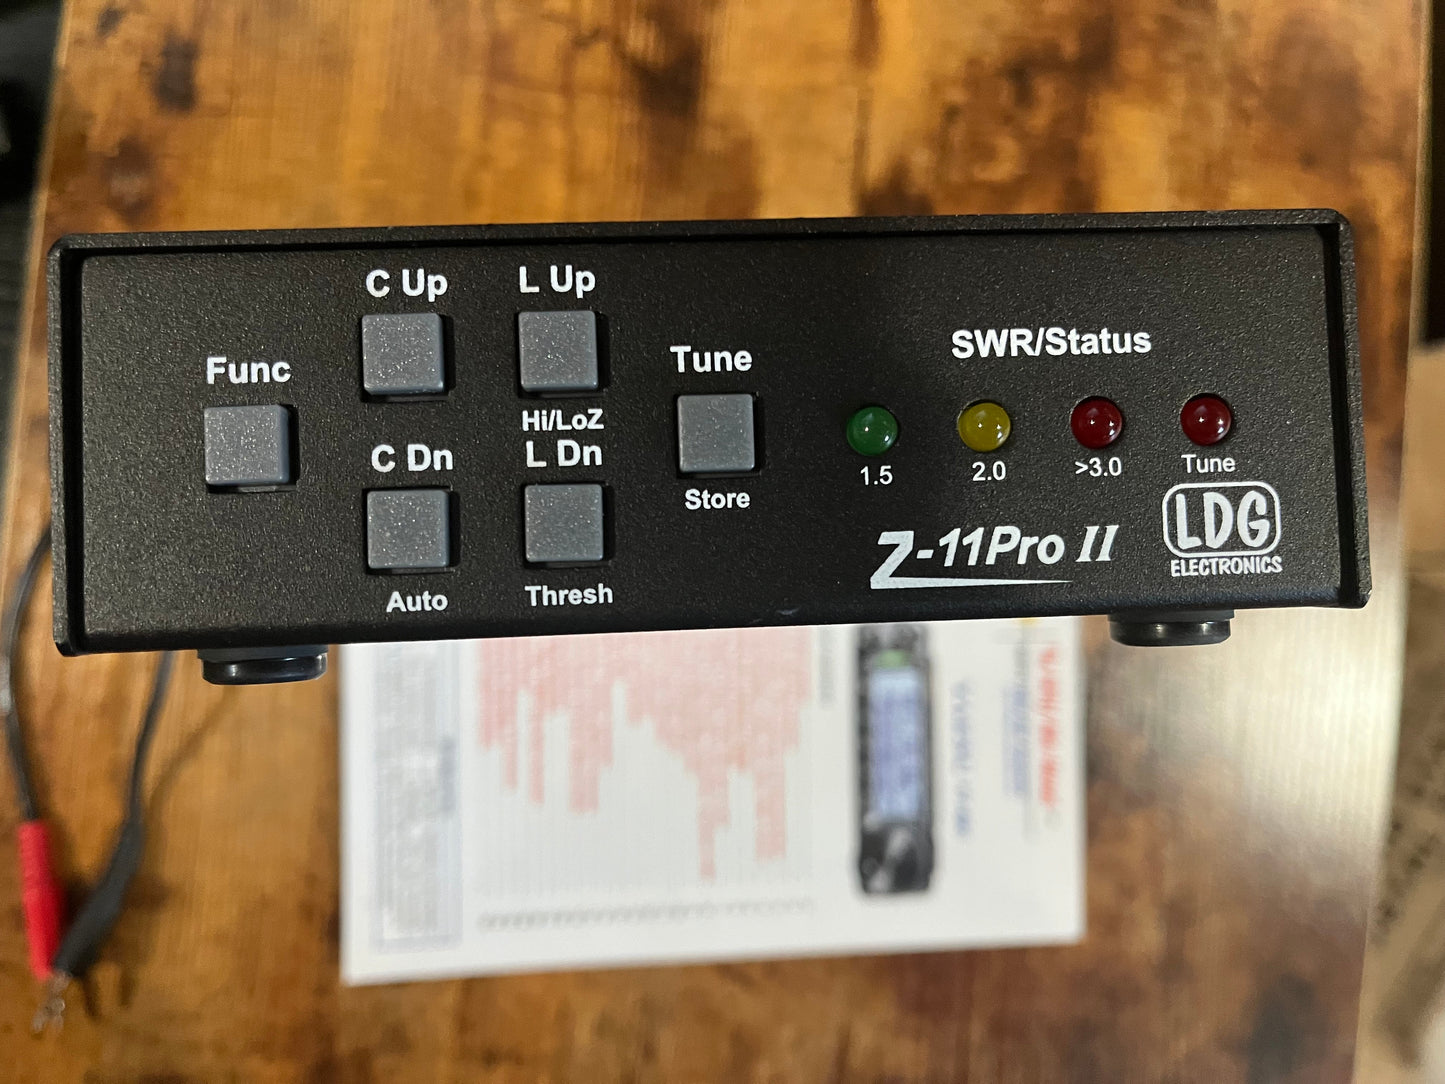 C Up
L Up
Func
Hi/LoZ
C Dn
L Dn
Auto
Thresh
Tune
Store
SWR/Status
1.5
2.0
>3.0
Tune
Z-11Pro II
LDG
ELECTRONICS